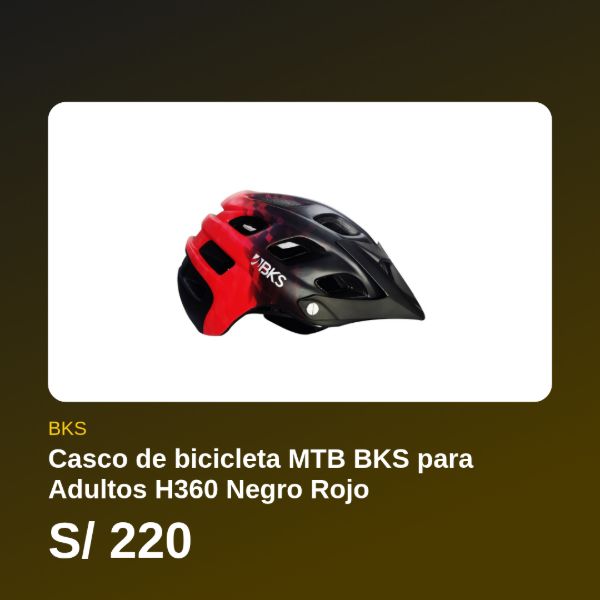 BKS
BKS
Casco de bicicleta MTB BKS para
Adultos H360 Negro Rojo
S/ 220